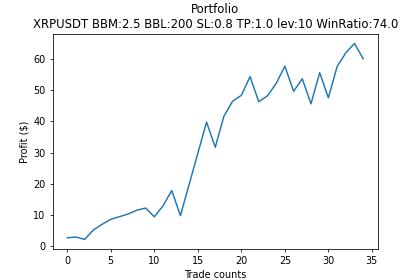 Portfolio
XRPUSDT BBM:2.5 BBL:200 SL:0.8 TP:1.0 lev:10 WinRatio:74.0
60
50
40
30
20
10
0
Profit ($)
0 5 10 15 20 25 30 35
Trade counts